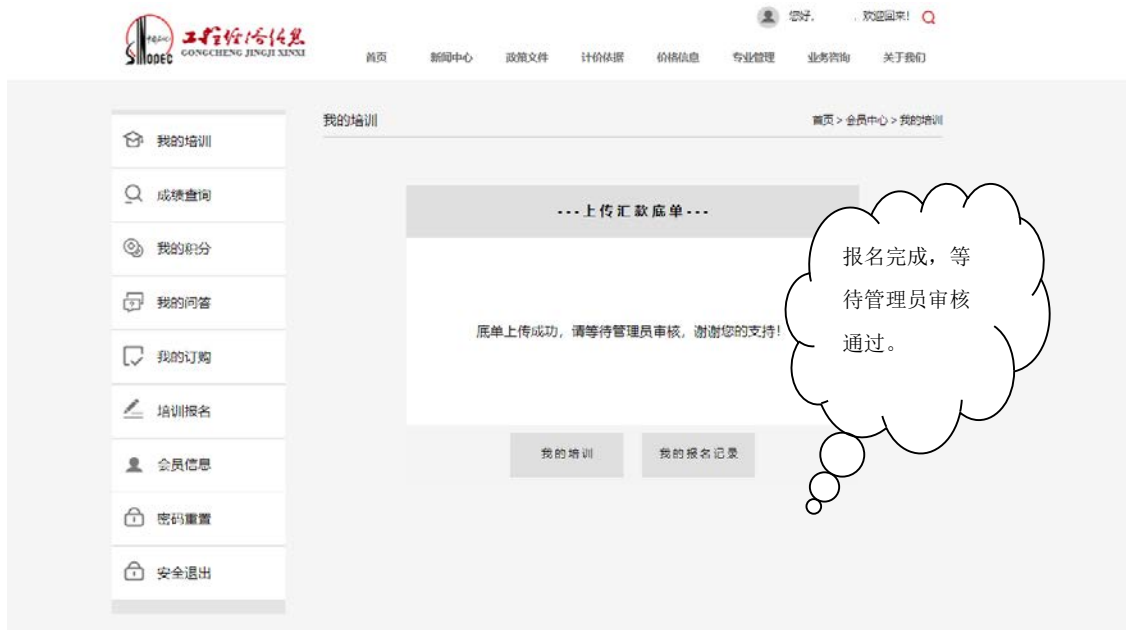 您好， ，欢迎回来！
SINOPEC
工程经济信息
GONGCHENG JINGJI XINXI
首页 新闻中心 政策文件 计价依据 价格信息 专业管理 业务咨询 关于我们
我的培训
成绩查询
我的积分
我的问答
我的订购
培训报名
会员信息
密码重置
安全退出
我的培训
首页 > 会员中心 > 我的培训
---上传汇款底单---
底单上传成功，请等待管理员审核，谢谢您的支持！
我的培训
我的报名记录
报名完成，等
待管理员审核
通过。